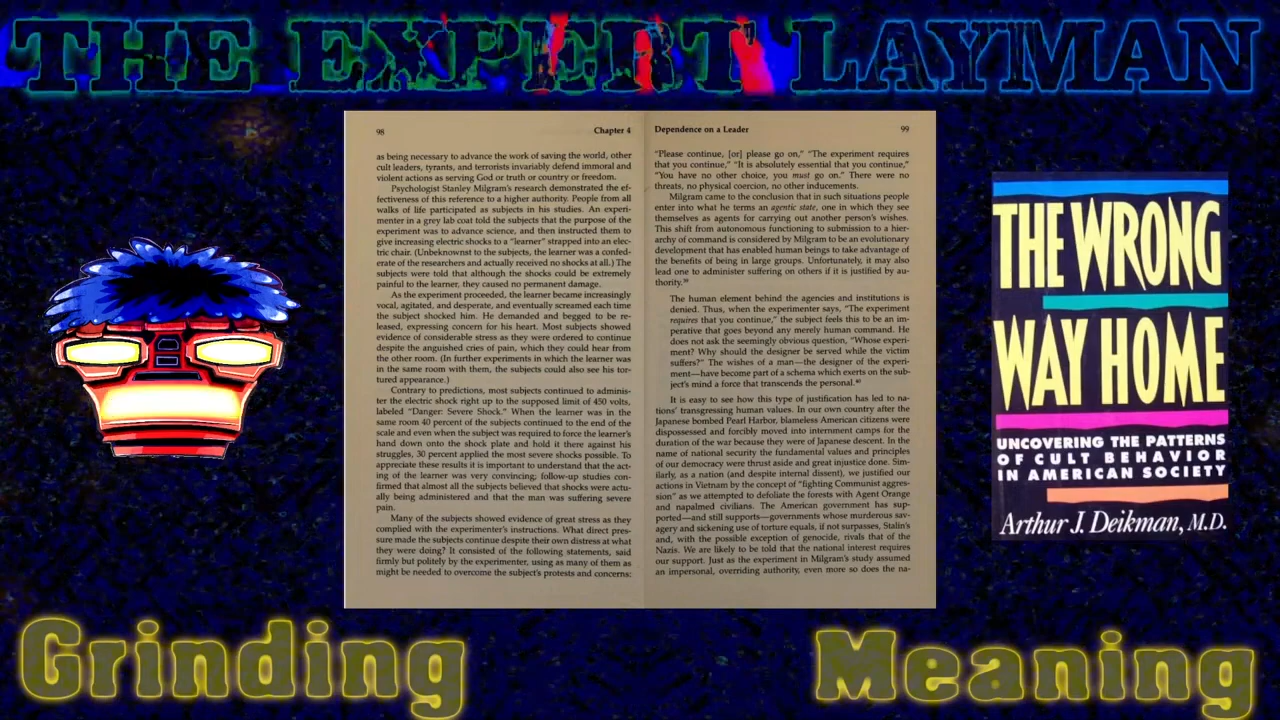 THE EXPERT LAYMAN
98 Chapter 4
as being necessary to advance the work of saving the world, other
cult leaders, tyrants, and terrorists invariably defend immoral and
violent actions as serving God or truth or country or freedom.
Psychologist Stanley Milgram's research demonstrated the ef-
fectiveness of this reference to a higher authority. People from all
walks of life participated as subjects in his studies. An experi-
menter in a grey lab coat told the subjects that the purpose of the
experiment was to advance science, and then instructed them to
give increasing electric shocks to a "learner" strapped into an elec-
tric chair. (Unbeknownst to the subjects, the learner was a confed-
erate of the researchers and actually received no shocks at all.) The
subjects were told that although the shocks could be extremely
painful to the learner, they caused no permanent damage.
As the experiment proceeded, the learner became increasingly
vocal, agitated, and desperate, and eventually screamed each time
the subject shocked him. He demanded and begged to be re-
leased, expressing concern for his heart. Most subjects showed
evidence of considerable stress as they were ordered to continue
despite the anguished cries of pain, which they could hear from
the other room. (In further experiments in which the learner was
in the same room with them, the subjects could also see his tor-
tured appearance.)
Contrary to predictions, most subjects continued to adminis-
ter the electric shock right up to the supposed limit of 450 volts,
labeled "Danger: Severe Shock." When the learner was in the
same room 40 percent of the subjects continued to the end of the
scale and even when the subject was required to force the learner's
hand down onto the shock plate and hold it there against his
struggles, 30 percent applied the most severe shocks possible. To
appreciate these results it is important to understand that the act-
ing of the learner was very convincing; follow-up studies con-
firmed that almost all the subjects believed that shocks were actu-
ally being administered and that the man was suffering severe
pain.
Many of the subjects showed evidence of great stress as they
complied with the experimenter's instructions. What direct pres-
sure made the subjects continue despite their own distress at what
they were doing? It consisted of the following statements, said
firmly but politely by the experimenter, using as many of them as
might be needed to overcome the subject's protests and concerns:
Dependence on a Leader 99
"Please continue, [or] please go on," "The experiment requires
that you continue," "It is absolutely essential that you continue,"
"You have no other choice, you must go on." There were no
threats, no physical coercion, no other inducements.
Milgram came to the conclusion that in such situations people
enter into what he terms an agentic state, one in which they see
themselves as agents for carrying out another person's wishes.
This shift from autonomous functioning to submission to a hier-
archy of command is considered by Milgram to be an evolutionary
development that has enabled human beings to take advantage of
the benefits of being in large groups. Unfortunately, it may also
lead one to administer suffering on others if it is justified by au-
thority.
The human element behind the agencies and institutions is
denied. Thus, when the experimenter says, "The experiment
requires that you continue," the subject feels this to be an im-
perative that goes beyond any merely human command. He
does not ask the seemingly obvious question, "Whose experi-
ment? Why should the designer be served while the victim
suffers?" The wishes of a man—the designer of the experi-
ment—have become part of a schema which exerts on the sub-
ject's mind a force that transcends the personal.
It is easy to see how this type of justification has led to na-
tions' transgressing human values. In our own country after the
Japanese bombed Pearl Harbor, blameless American citizens were
dispossessed and forcibly moved into internment camps for the
duration of the war because they were of Japanese descent. In the
name of national security the fundamental values and principles
of our democracy were thrust aside and great injustice done. Sim-
ilarly, as a nation (and despite internal dissent), we justified our
actions in Vietnam by the concept of "fighting Communist aggres-
sion" as we attempted to defoliate the forests with Agent Orange
and napalmed civilians. The American government has sup-
ported—and still supports—governments whose murderous sav-
agery and sickening use of torture equals, if not surpasses, Stalin's
and, with the possible exception of genocide, rivals that of the
Nazis. We are likely to be told that the national interest requires
our support. Just as the experiment in Milgram's study assumed
an impersonal, overriding authority, even more so does the na-
THE WRONG
WAY HOME
UNCOVERING THE PATTERNS
OF CULT BEHAVIOR
IN AMERICAN SOCIETY
Arthur J. Deikman, M.D.
Grinding Meaning